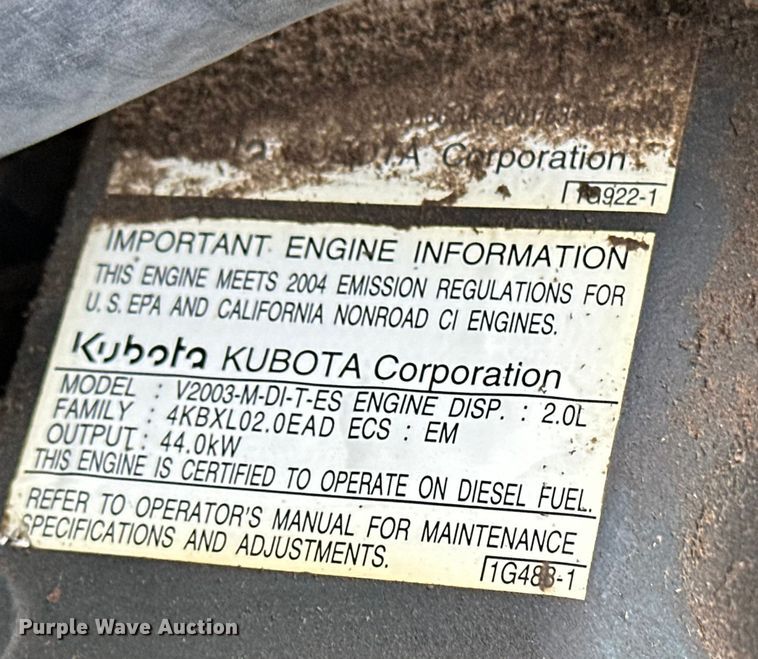 KUBOTA Corporation
1G922-1
IMPORTANT ENGINE INFORMATION
THIS ENGINE MEETS 2004 EMISSION REGULATIONS FOR
U.S. EPA AND CALIFORNIA NONROAD CI ENGINES.
Kubota KUBOTA Corporation
MODEL : V2003-M-DI-T-ES ENGINE DISP. : 2.0L
FAMILY : 4KBXL02.0EAD ECS : EM
OUTPUT : 44.0kW
THIS ENGINE IS CERTIFIED TO OPERATE ON DIESEL FUEL.
REFER TO OPERATOR'S MANUAL FOR MAINTENANCE
SPECIFICATIONS AND ADJUSTMENTS.
1G488-1
Purple Wave Auction